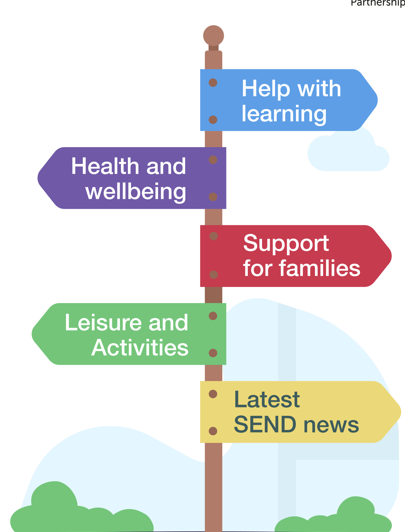 Partnership
Help with
learning
Health and
wellbeing
Support
for families
Leisure and
Activities
Latest
SEND news